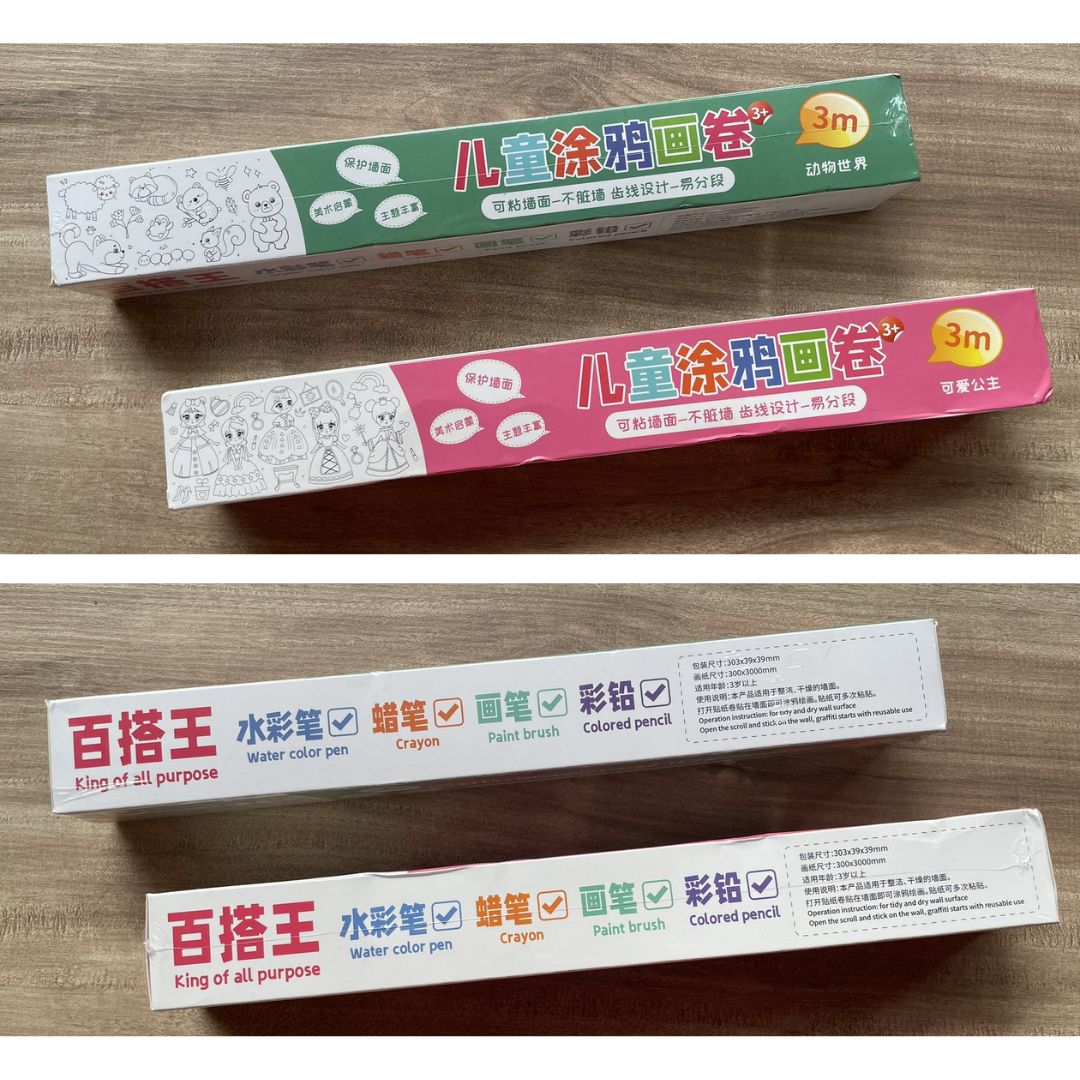 保护墙面
美术启蒙
主题丰富
儿童涂鸦画卷
3+
可粘墙面-不脏墙 齿线设计-易分段
3m
动物世界
百搭王
水彩笔
蜡笔
Crayon
画笔
Paint brush
彩铅
Colored pencil
保护墙面
美术启蒙
主题丰富
儿童涂鸦画卷
3+
可粘墙面-不脏墙 齿线设计-易分段
3m
可爱公主
百搭王
King of all purpose
水彩笔
Water color pen
蜡笔
Crayon
画笔
Paint brush
彩铅
Colored pencil
包装尺寸:303x39x39mm
画纸尺寸:300x3000mm
适用年龄:3岁以上
使用说明:本产品适用于整洁、干燥的墙面。
打开贴纸卷贴在墙面即可涂鸦绘画。贴纸可多次粘贴。
Operation instruction: for tidy and dry wall surface
Open the scroll and stick on the wall, graffiti starts with reusable use
百搭王
King of all purpose
水彩笔
Water color pen
蜡笔
Crayon
画笔
Paint brush
彩铅
Colored pencil
包装尺寸:303x39x39mm
画纸尺寸:300x3000mm
适用年龄:3岁以上
使用说明:本产品适用于整洁、干燥的墙面。
打开贴纸卷贴在墙面即可涂鸦绘画。贴纸可多次粘贴。
Operation instruction: for tidy and dry wall surface
Open the scroll and stick on the wall, graffiti starts with reusable use